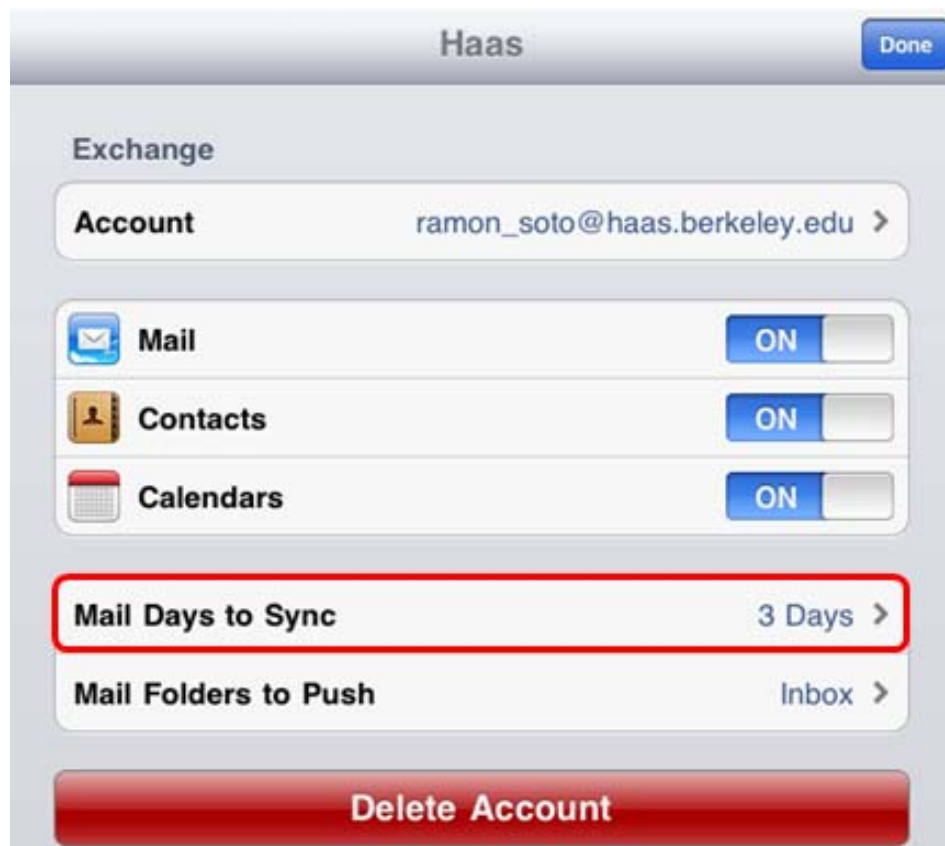 Haas
Done
Exchange
Account ramon_soto@haas.berkeley.edu
Mail ON
Contacts ON
Calendars ON
Mail Days to Sync 3 Days
Mail Folders to Push Inbox
Delete Account